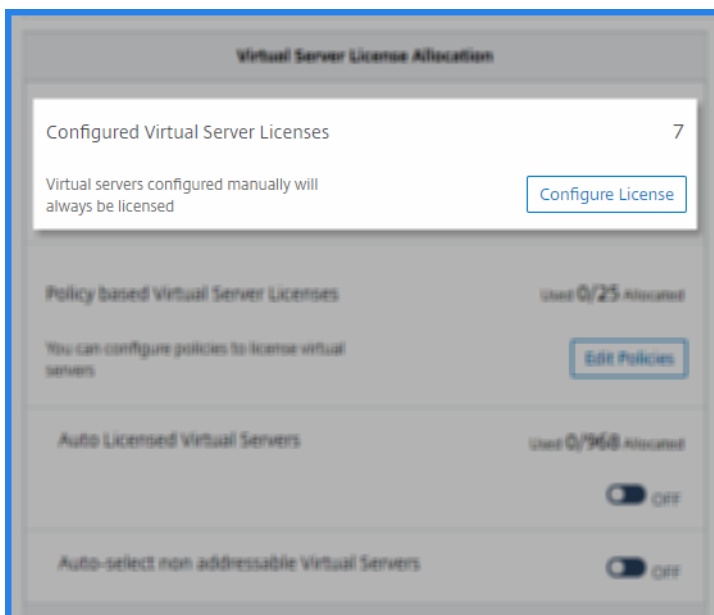 Virtual Server License Allocation
Configured Virtual Server Licenses 7
Virtual servers configured manually will
always be licensed
Configure License
Policy based Virtual Server Licenses Used 0/25 Allocated
You can configure policies to license virtual
servers
Edit Policies
Auto Licensed Virtual Servers Used 0/968 Allocated
OFF
Auto-select non addressable Virtual Servers
OFF